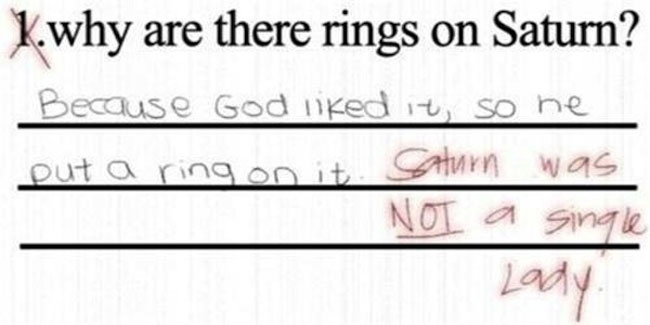 1.why are there rings on Saturn?
Because God liked it, so he
put a ring on it. Saturn was
NOT a single
Lady.